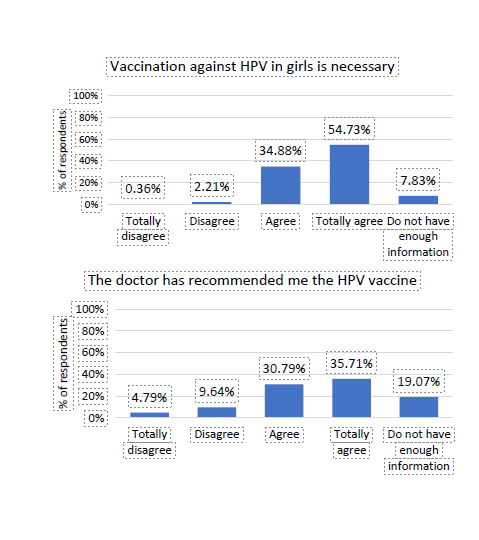 Vaccination against HPV in girls is necessary
100%
80%
60%
40%
20%
0%
% of respondents
0.36%
2.21%
34.88%
54.73%
7.83%
Totally
disagree
Disagree
Agree
Totally agree
Do not have
enough
information
The doctor has recommended me the HPV vaccine
100%
80%
60%
40%
20%
0%
% of respondents
4.79%
9.64%
30.79%
35.71%
19.07%
Totally
disagree
Disagree
Agree
Totally
agree
Do not have
enough
information